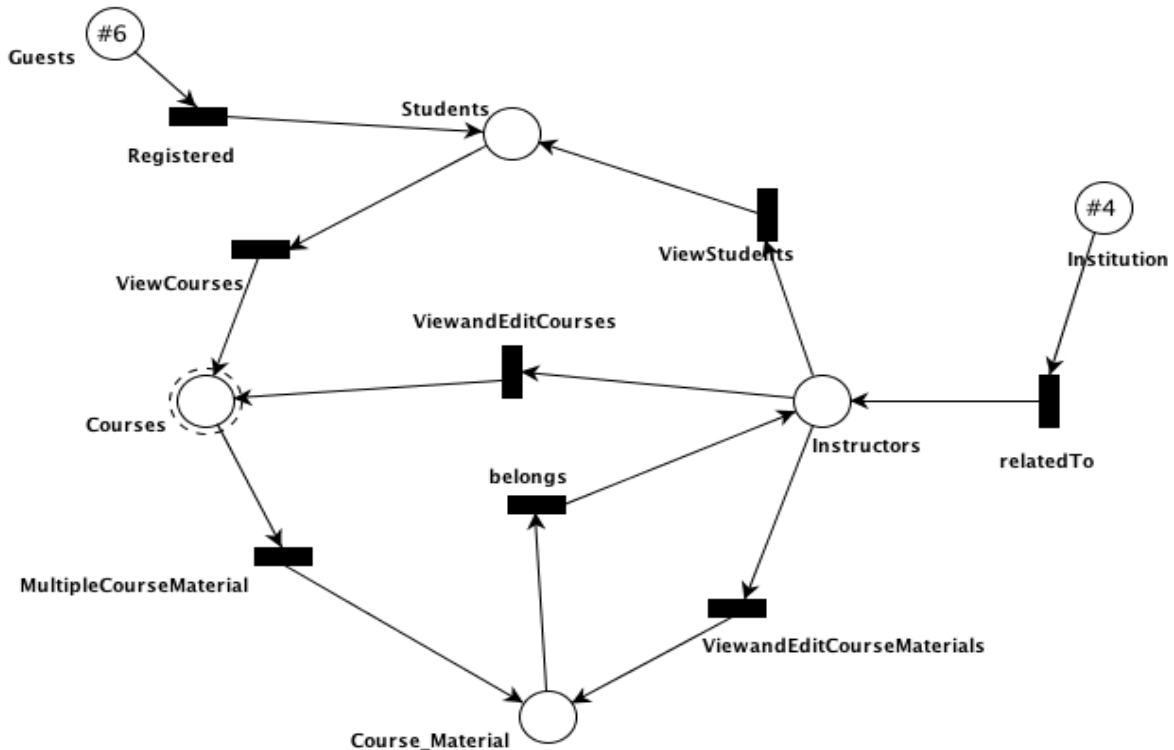 #6
Guests
Students
Registered
#4
ViewStudents
Institution
ViewCourses
ViewandEditCourses
Courses
Instructors
relatedTo
belongs
MultipleCourseMaterial
ViewandEditCourseMaterials
Course_Material